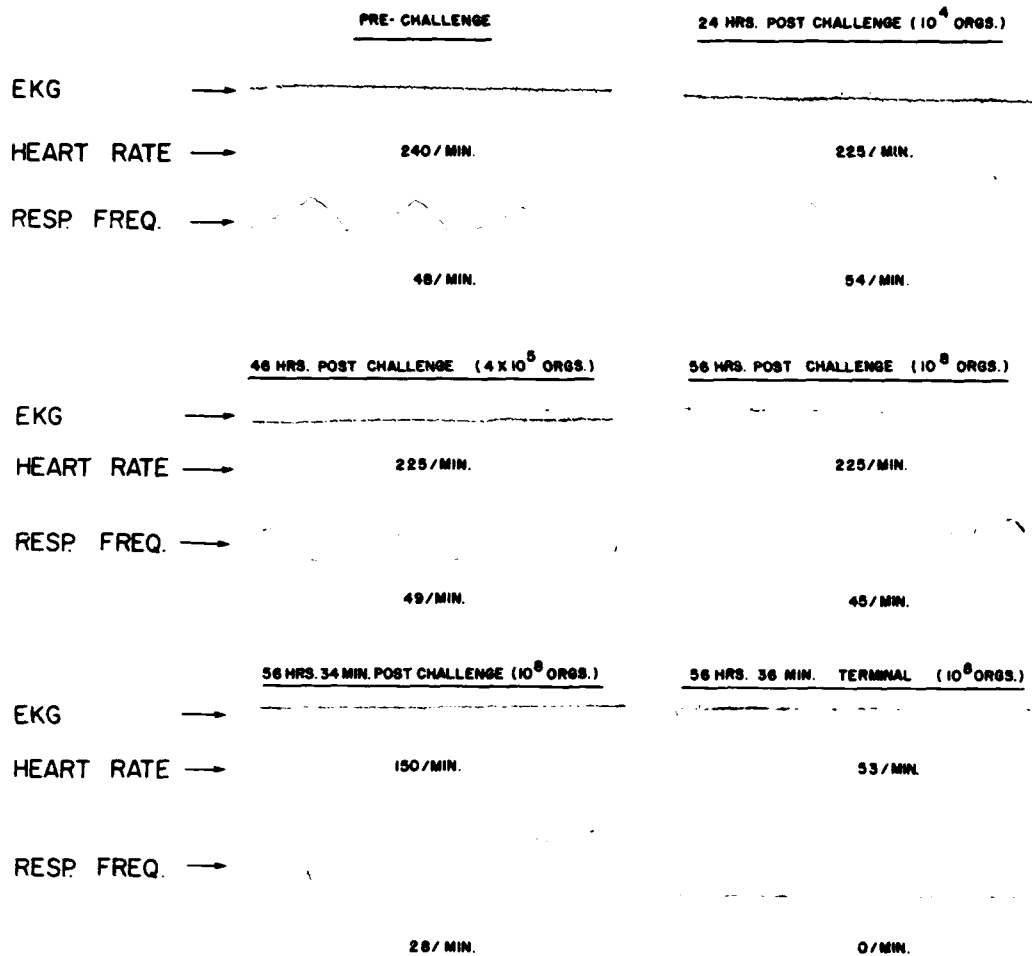 PRE-CHALLENGE
24 HRS. POST CHALLENGE (10⁴ ORGS.)
EKG
HEART RATE 240/MIN. 225/MIN.
RESP. FREQ.
48/MIN. 54/MIN.
46 HRS. POST CHALLENGE (4 X 10⁵ ORGS.)
56 HRS. POST CHALLENGE (10⁸ ORGS.)
EKG
HEART RATE 225/MIN. 225/MIN.
RESP. FREQ.
49/MIN. 45/MIN.
56 HRS. 34 MIN. POST CHALLENGE (10⁸ ORGS.)
56 HRS. 36 MIN. TERMINAL (10⁸ ORGS.)
EKG
HEART RATE 150/MIN. 53/MIN.
RESP. FREQ.
28/MIN. 0/MIN.